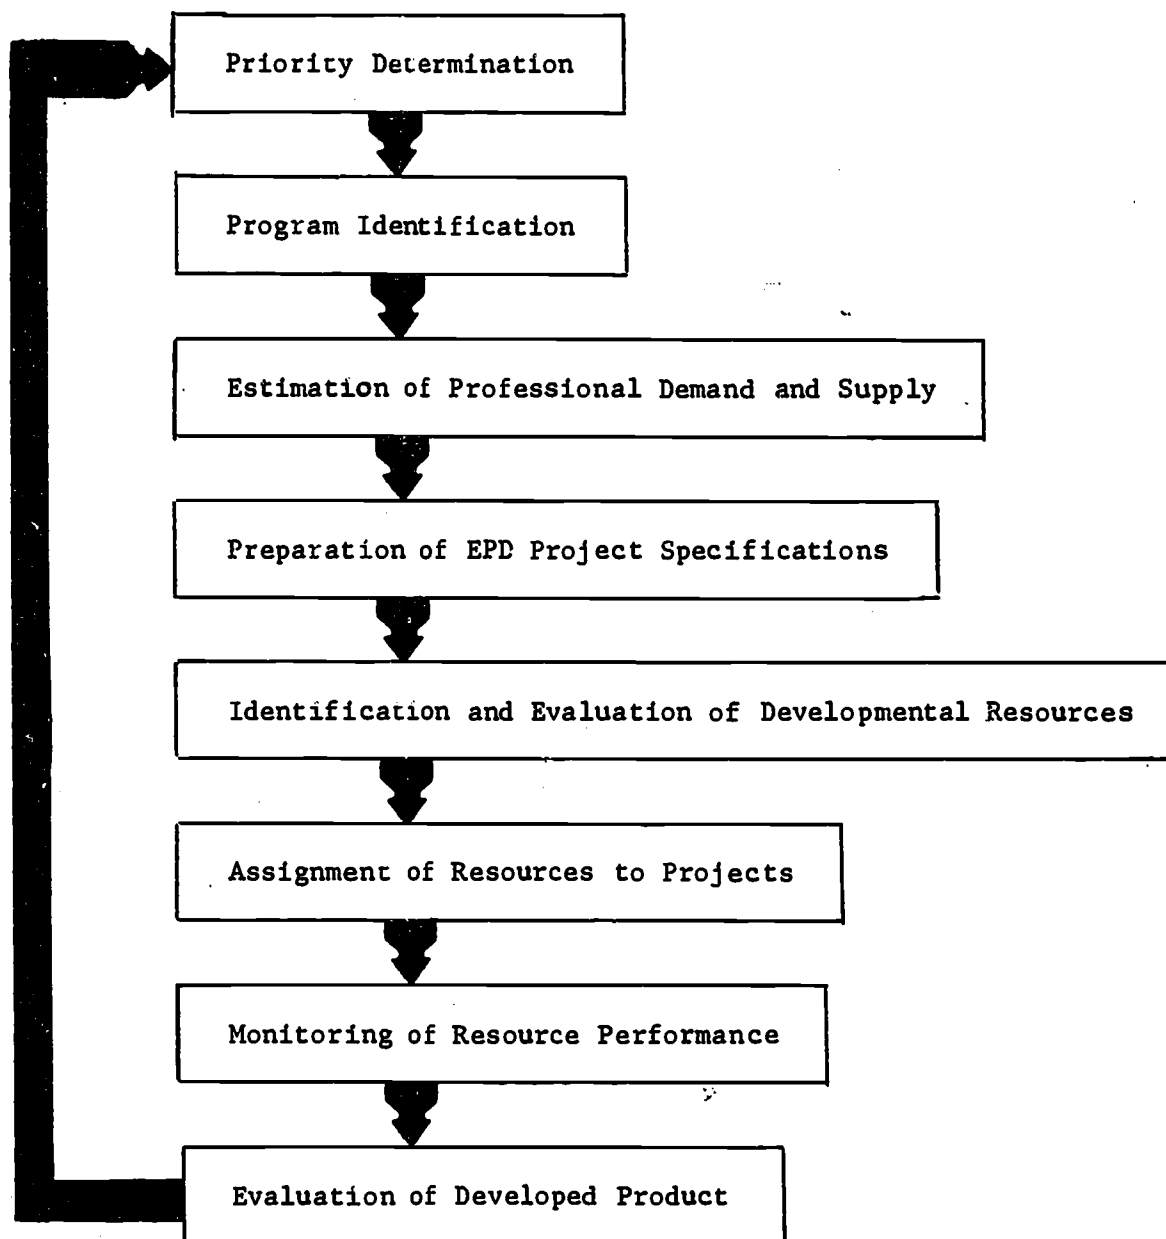 Priority Determination
Program Identification
Estimation of Professional Demand and Supply
Preparation of EPD Project Specifications
Identification and Evaluation of Developmental Resources
Assignment of Resources to Projects
Monitoring of Resource Performance
Evaluation of Developed Product